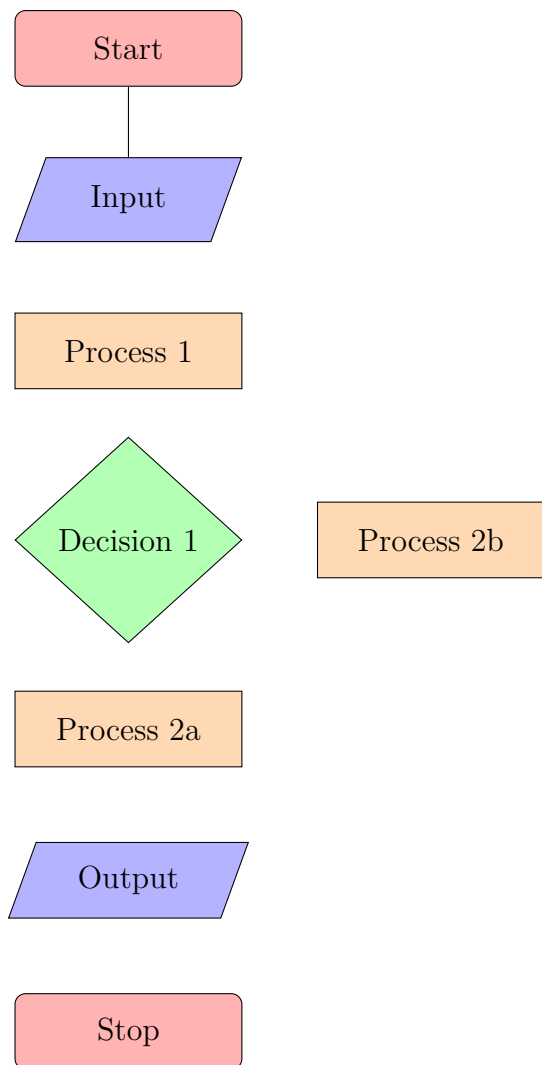 Start
Input
Process 1
Decision 1
Process 2b
Process 2a
Output
Stop